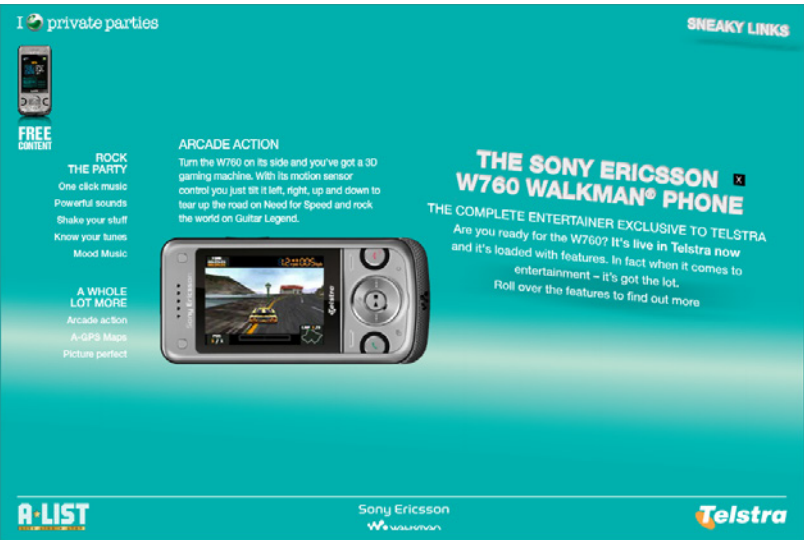 I private parties
SNEAKY LINKS
FREE
CONTENT
ROCK
THE PARTY
One click music
Powerful sounds
Shake your stuff
Know your tunes
Mood Music
A WHOLE
LOT MORE
Arcade action
A-GPS Maps
Picture perfect
ARCADE ACTION
Turn the W760 on its side and you've got a 3D
gaming machine. With its motion sensor
control you just tilt it left, right, up and down to
tear up the road on Need for Speed and rock
the world on Guitar Legend.
Sony Ericsson
Telstra
THE SONY ERICSSON
X
W760 WALKMAN® PHONE
THE COMPLETE ENTERTAINER EXCLUSIVE TO TELSTRA
Are you ready for the W760? It's live in Telstra now
and it's loaded with features. In fact when it comes to
entertainment – it's got the lot.
Roll over the features to find out more
A-LIST
Sony Ericsson
WALKMAN
Telstra